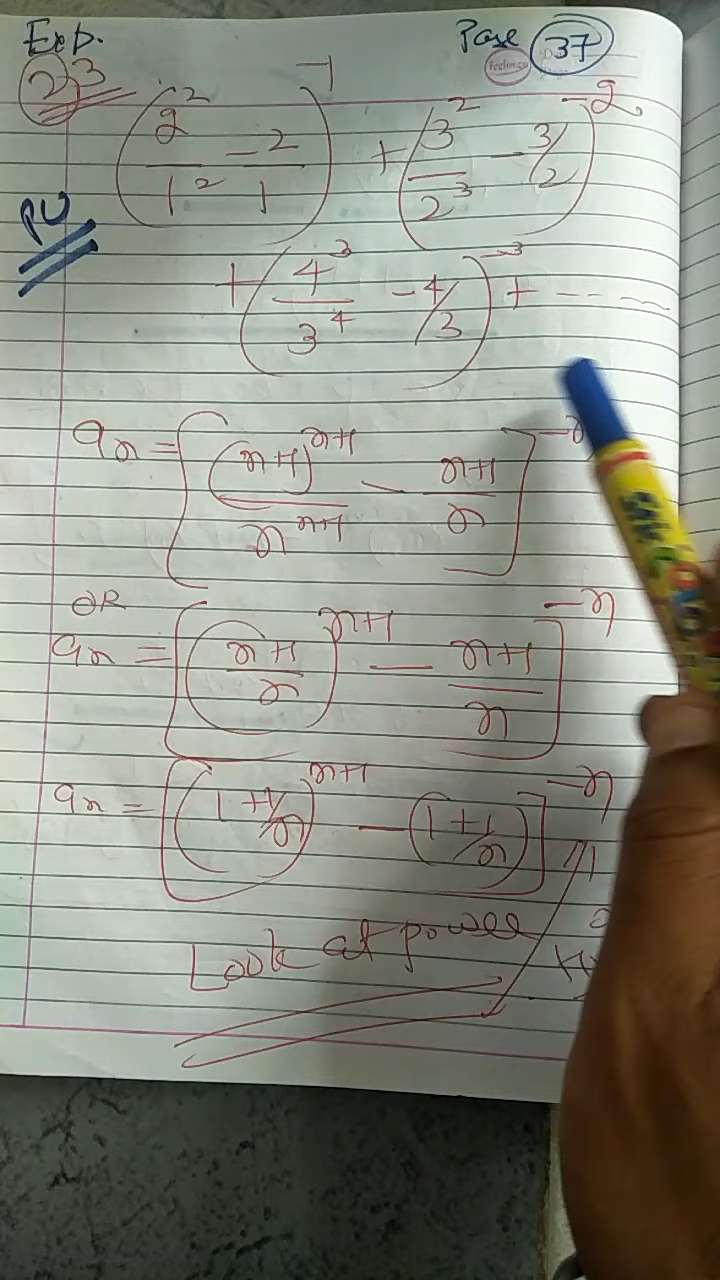 Exp. Page 37
Feelings
23 (2²/1² - 2/1)⁻¹ + (3²/2³ - 3/2)⁻²
PU
+ (4³/3⁴ - 4/3)⁻³ + - - - -
aₙ = [(n+1)ⁿ⁺¹/nⁿ⁺¹ - n+1/n]⁻ⁿ
OR
aₙ = [(n+1/n)ⁿ⁺¹ - n+1/n]⁻ⁿ
aₙ = [(1+1/n)ⁿ⁺¹ - (1+1/n)]⁻ⁿ
Look at power